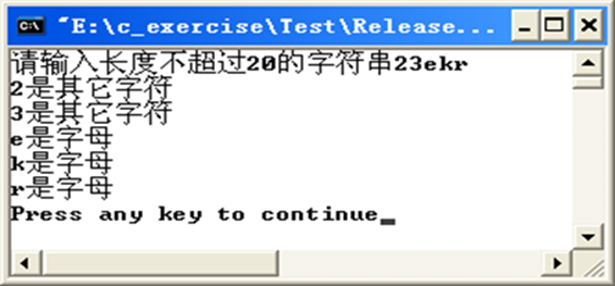 "E:\c_exercise\Test\Release...
请输入长度不超过20的字符串23ekr
2是其它字符
3是其它字符
e是字母
k是字母
r是字母
Press any key to continue_